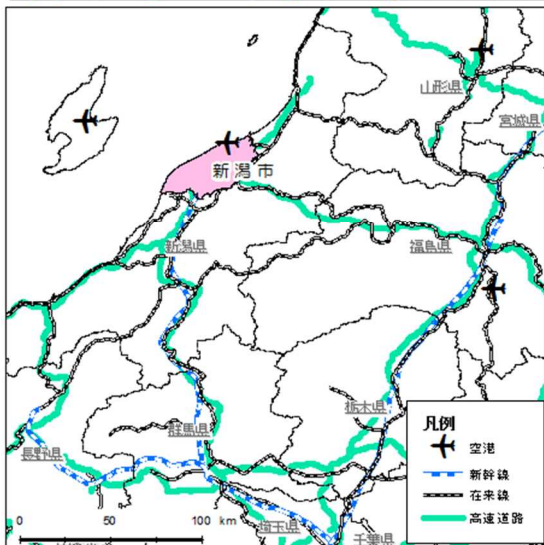 山形県
宮城県
新潟市
新潟県
福島県
栃木県
群馬県
長野県
埼玉県
千葉県
0 50 100 km
凡例
空港
新幹線
在来線
高速道路